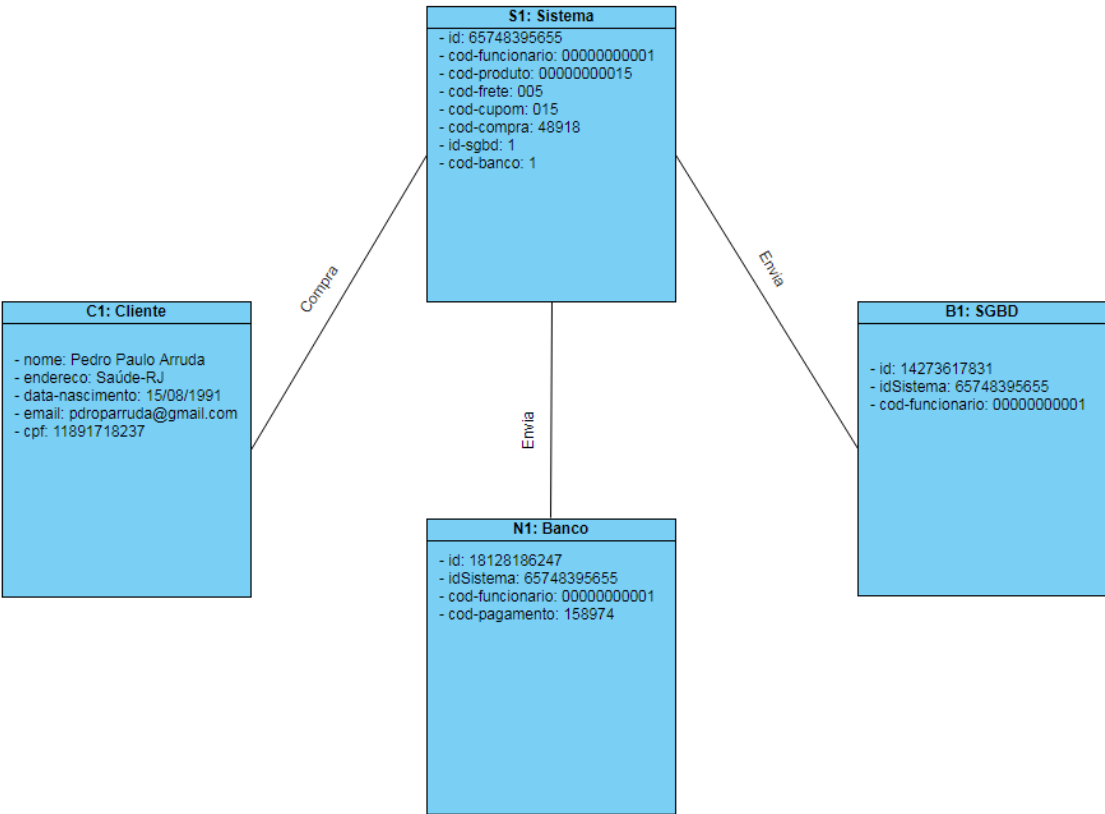 S1: Sistema
- id: 65748395655
- cod-funcionario: 00000000001
- cod-produto: 00000000015
- cod-frete: 005
- cod-cupom: 015
- cod-compra: 48918
- id-sgbd: 1
- cod-banco: 1
Compra
Envia
Envia
C1: Cliente
- nome: Pedro Paulo Arruda
- endereco: Saúde-RJ
- data-nascimento: 15/08/1991
- email: pdroparruda@gmail.com
- cpf: 11891718237
B1: SGBD
- id: 14273617831
- idSistema: 65748395655
- cod-funcionario: 00000000001
N1: Banco
- id: 18128186247
- idSistema: 65748395655
- cod-funcionario: 00000000001
- cod-pagamento: 158974